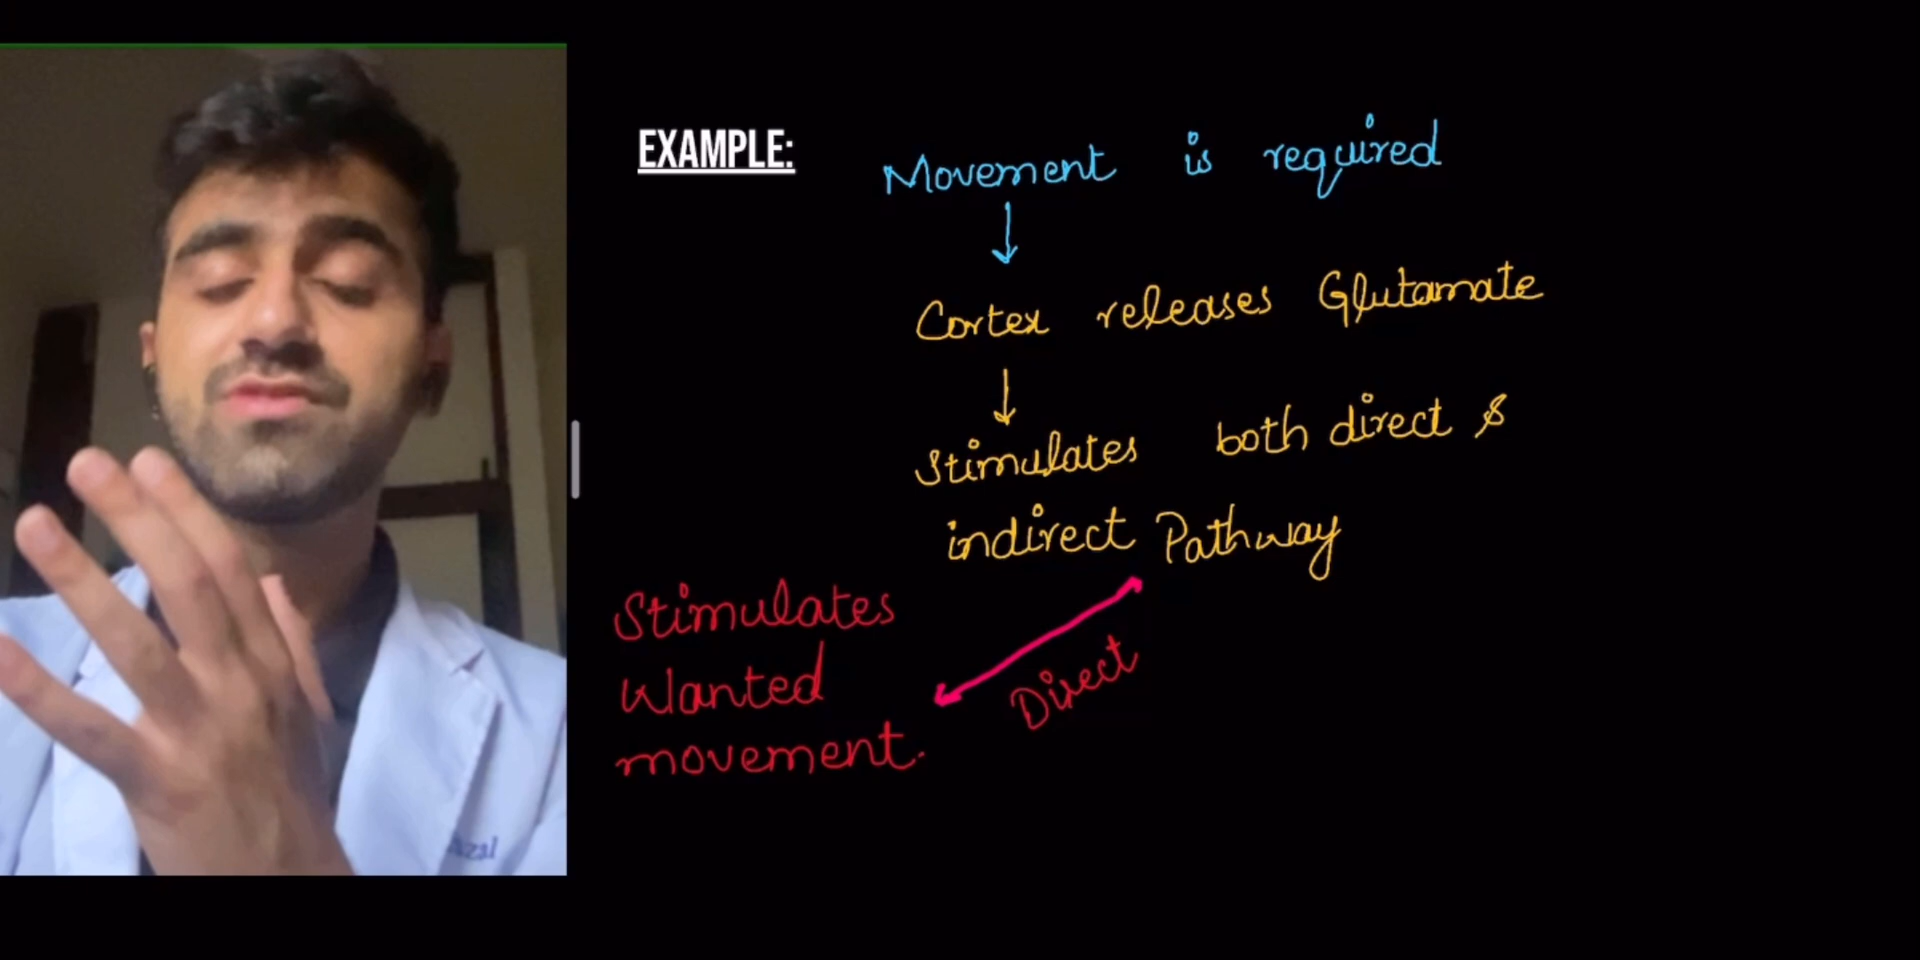 EXAMPLE:
Movement is required
Cortex releases Glutamate
Stimulates both direct &
indirect Pathway
Direct
Stimulates
Wanted
movement.